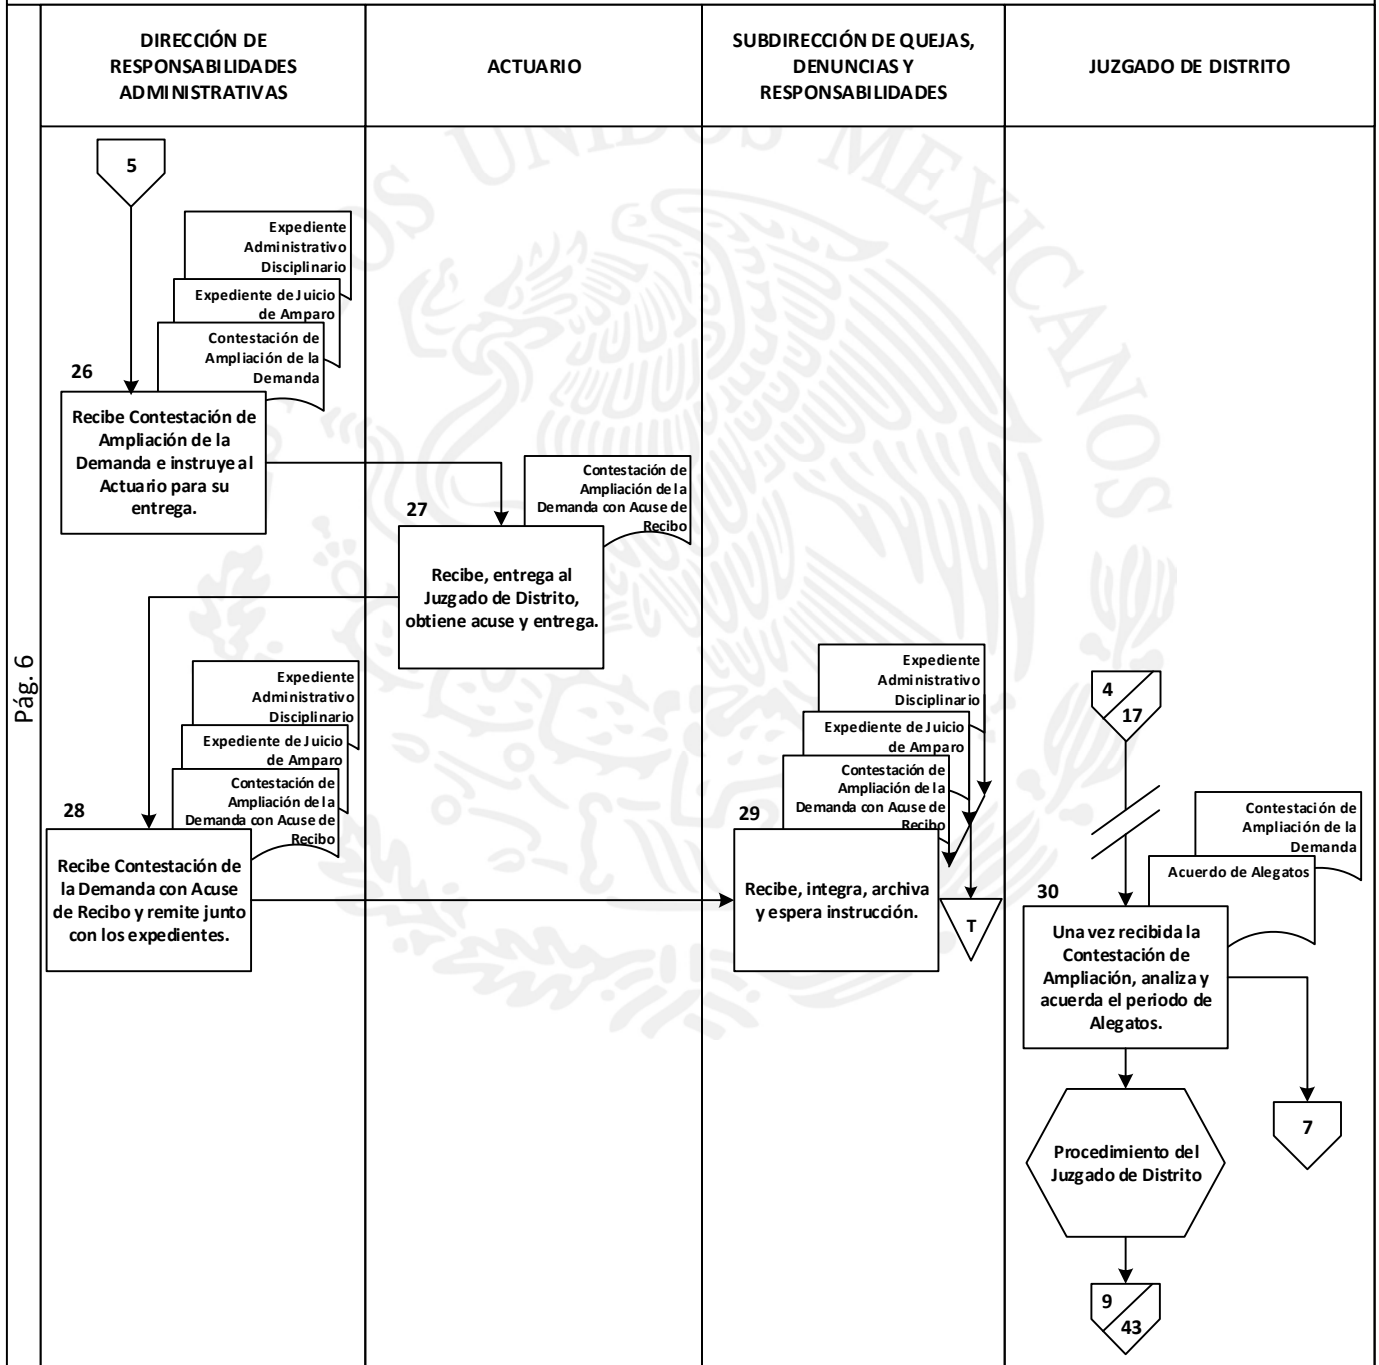 DIRECCIÓN DE
RESPONSABILIDADES
ADMINISTRATIVAS
ACTUARIO
SUBDIRECCIÓN DE QUEJAS,
DENUNCIAS Y
RESPONSABILIDADES
JUZGADO DE DISTRITO
Pág. 6
5
Expediente
Administrativo
Disciplinario
Expediente de Juicio
de Amparo
Contestación de
Ampliación de la
Demanda
26
Recibe Contestación de
Ampliación de la
Demanda e instruye al
Actuario para su
entrega.
Contestación de
Ampliación de la
Demanda con Acuse de
Recibo
27
Recibe, entrega al
Juzgado de Distrito,
obtiene acuse y entrega.
Expediente
Administrativo
Disciplinario
Expediente de Juicio
de Amparo
Contestación de
Ampliación de la
Demanda con Acuse de
Recibo
28
Recibe Contestación de
la Demanda con Acuse
de Recibo y remite junto
con los expedientes.
Expediente
Administrativo
Disciplinario
Expediente de Juicio
de Amparo
Contestación de
Ampliación de la
Demanda con Acuse de
Recibo
29
Recibe, integra, archiva
y espera instrucción.
T
4
17
Contestación de
Ampliación de la
Demanda
Acuerdo de Alegatos
30
Una vez recibida la
Contestación de
Ampliación, analiza y
acuerda el periodo de
Alegatos.
7
Procedimiento del
Juzgado de Distrito
9
43
OS UNIDOS MEXICANOS